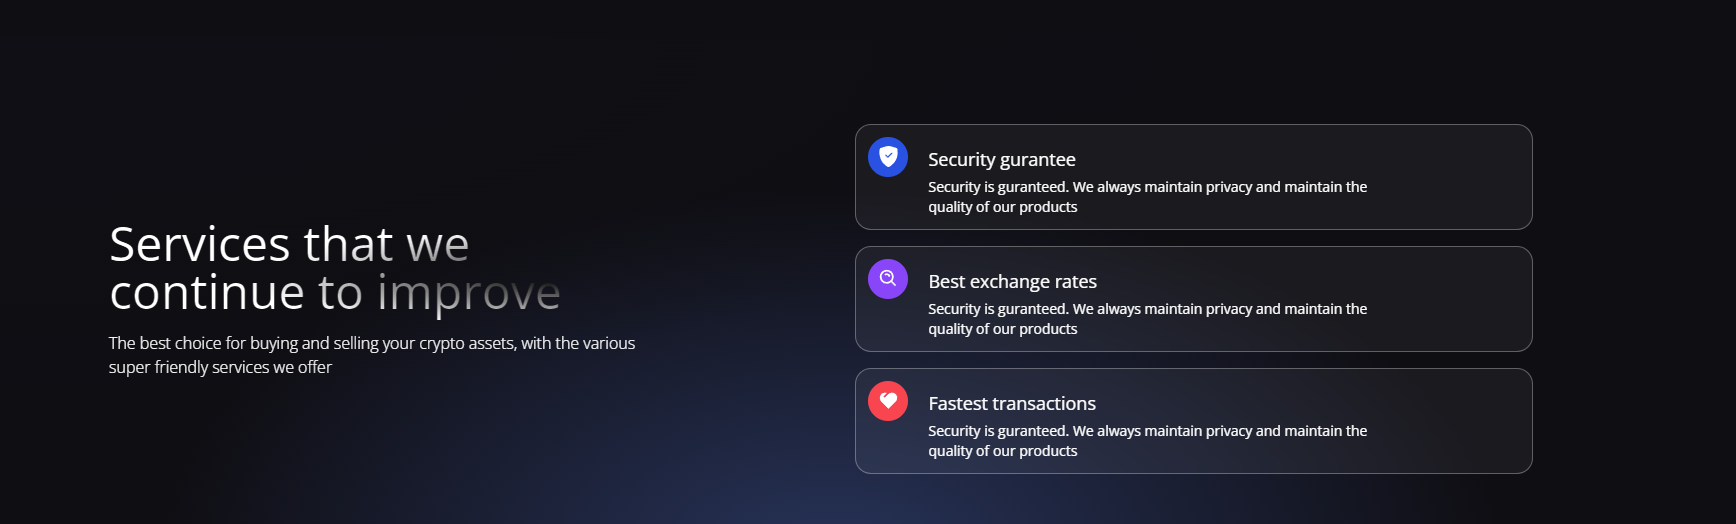 Services that we
continue to improve
The best choice for buying and selling your crypto assets, with the various
super friendly services we offer
Security gurantee
Security is guranteed. We always maintain privacy and maintain the
quality of our products
Best exchange rates
Security is guranteed. We always maintain privacy and maintain the
quality of our products
Fastest transactions
Security is guranteed. We always maintain privacy and maintain the
quality of our products